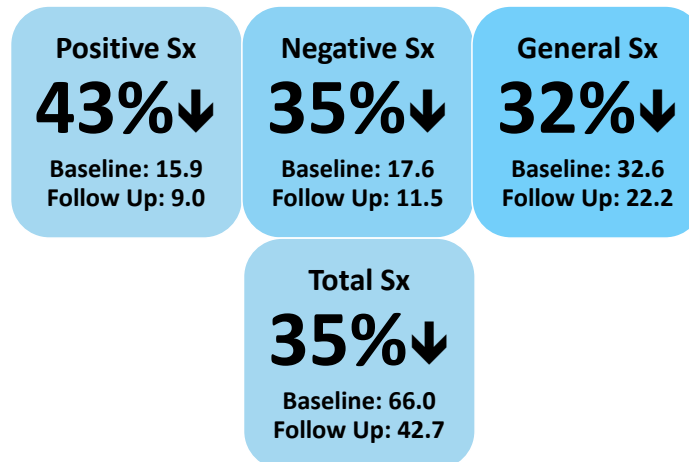 Positive Sx
43%↓
Baseline: 15.9
Follow Up: 9.0
Negative Sx
35%↓
Baseline: 17.6
Follow Up: 11.5
General Sx
32%↓
Baseline: 32.6
Follow Up: 22.2
Total Sx
35%↓
Baseline: 66.0
Follow Up: 42.7